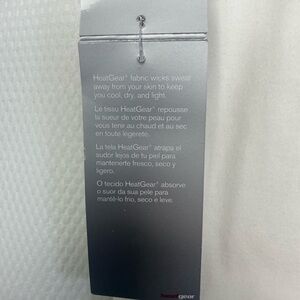 HeatGear® fabric wicks sweat
away from your skin to keep
you cool, dry, and light.
Le tissu HeatGear® repousse
la sueur de votre peau pour
vous tenir au chaud et au sec
en toute legerete.
La tela HeatGear® atrapa el
sudor lejos de tu piel para
mantenerte fresco, seco y
ligero.
O tecido HeatGear® absorve
o suor da sua pele para
mantê-lo frio, seco e leve.
heatgear